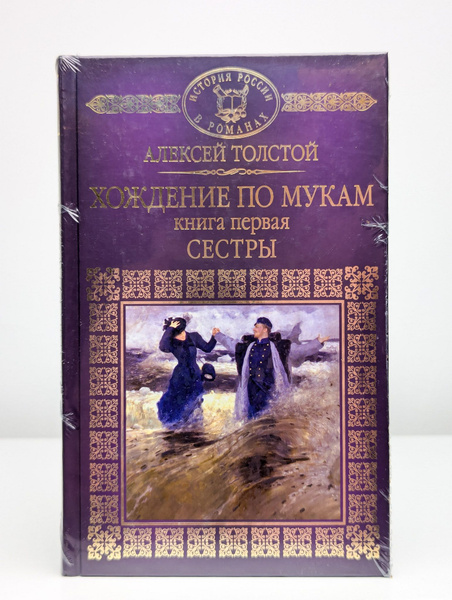 ИСТОРИЯ РОССИИ
В РОМАНАХ
АЛЕКСЕЙ ТОЛСТОЙ
ХОЖДЕНИЕ ПО МУКАМ
книга первая
СЕСТРЫ